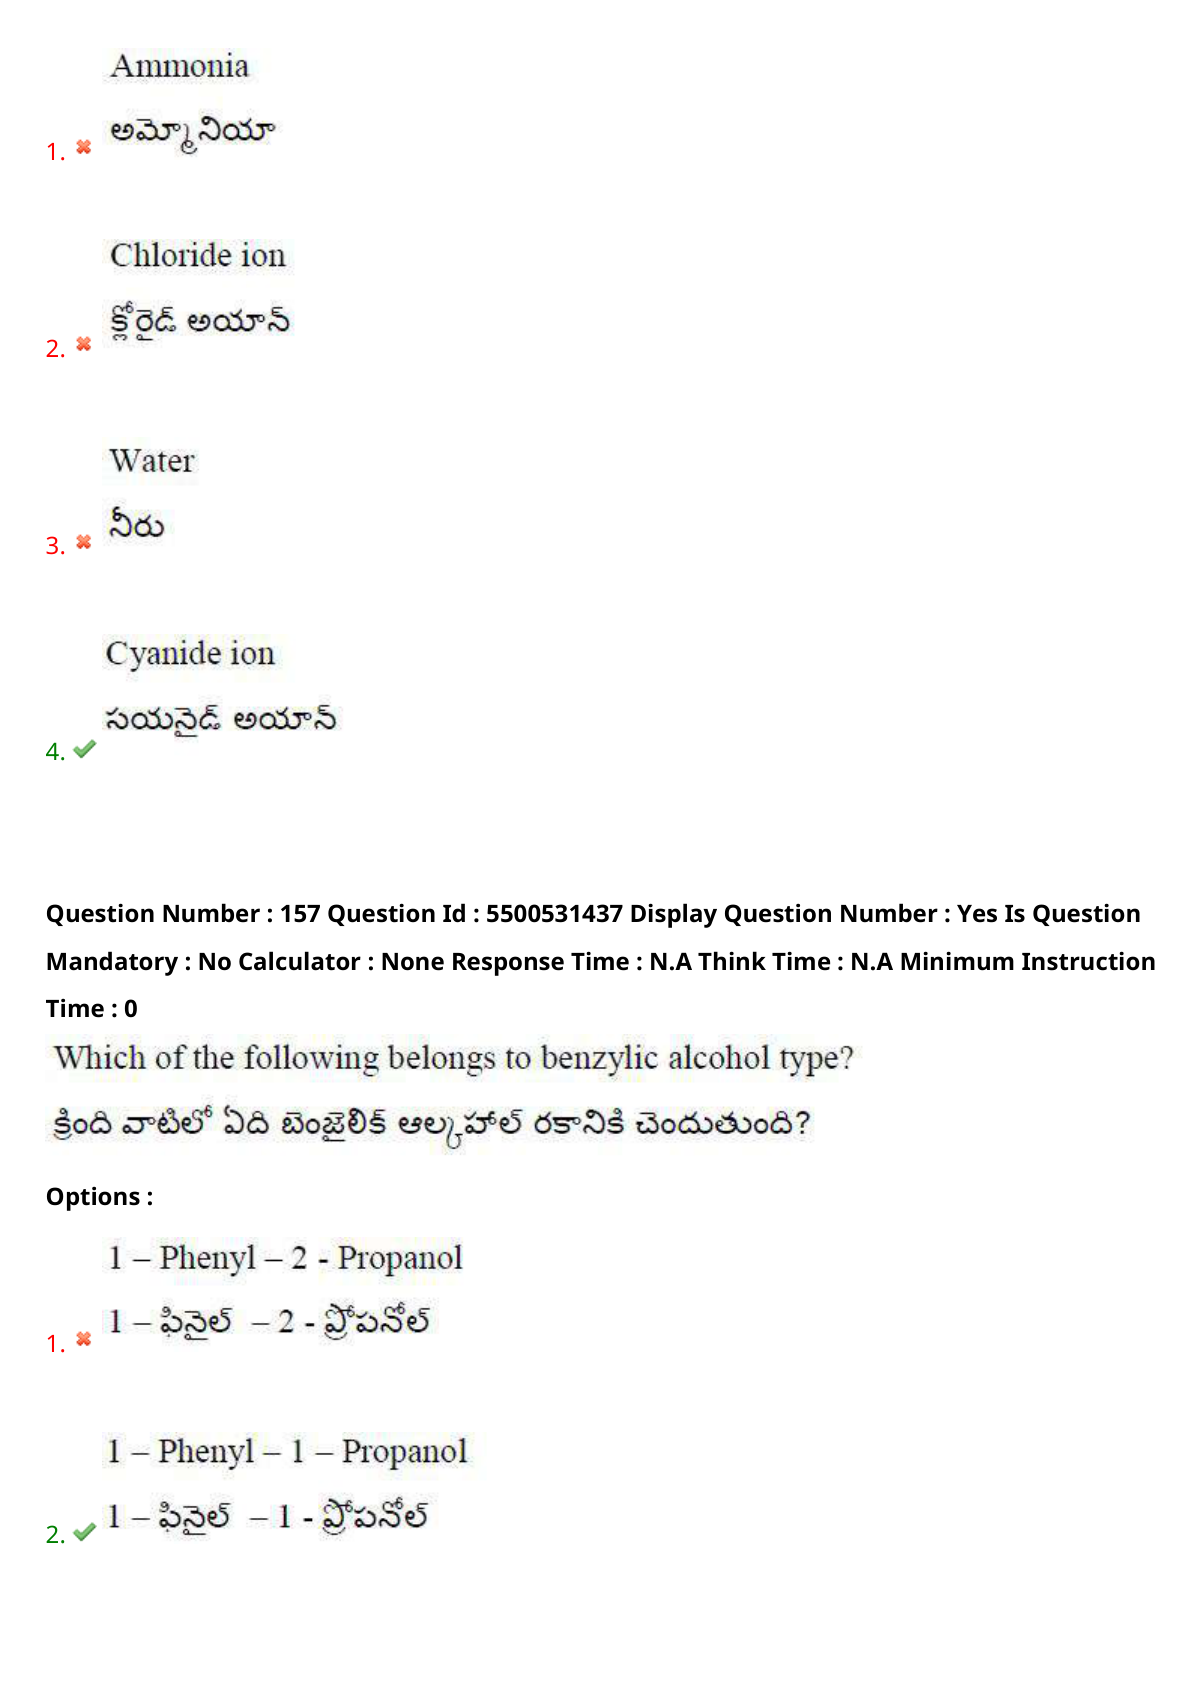 Ammonia
1. అమ్మోనియా
Chloride ion
2. క్లోరైడ్ అయాన్
Water
3. నీరు
Cyanide ion
4. సయనైడ్ అయాన్
Question Number : 157 Question Id : 5500531437 Display Question Number : Yes Is Question
Mandatory : No Calculator : None Response Time : N.A Think Time : N.A Minimum Instruction
Time : 0
Which of the following belongs to benzylic alcohol type?
క్రింది వాటిలో ఏది బెంజైలిక్ ఆల్కహాల్ రకానికి చెందుతుంది?
Options :
1 – Phenyl – 2 - Propanol
1. 1 – ఫినైల్ – 2 - ప్రోపనోల్
1 – Phenyl – 1 – Propanol
2. 1 – ఫినైల్ – 1 - ప్రోపనోల్